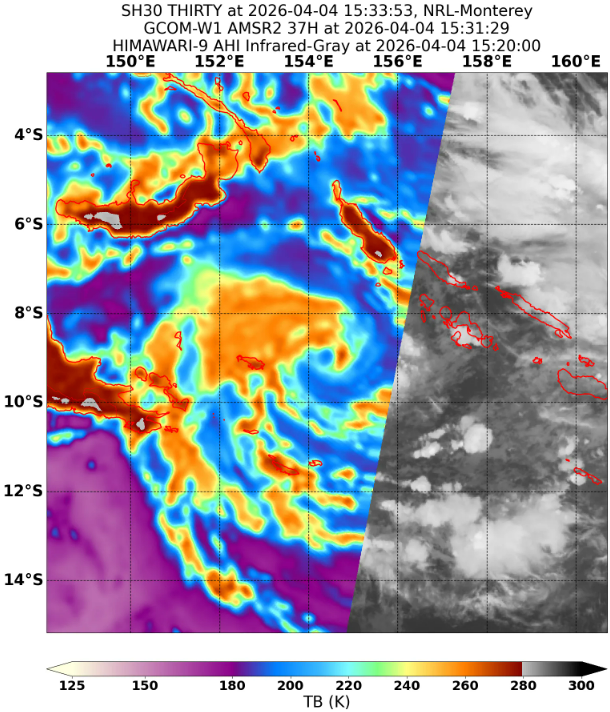 SH30 THIRTY at 2026-04-04 15:33:53, NRL-Monterey
GCOM-W1 AMSR2 37H at 2026-04-04 15:31:29
HIMAWARI-9 AHI Infrared-Gray at 2026-04-04 15:20:00
150°E 152°E 154°E 156°E 158°E 160°E
4°S
6°S
8°S
10°S
12°S
14°S
125 150 180 200 220 240 260 280 300
TB (K)